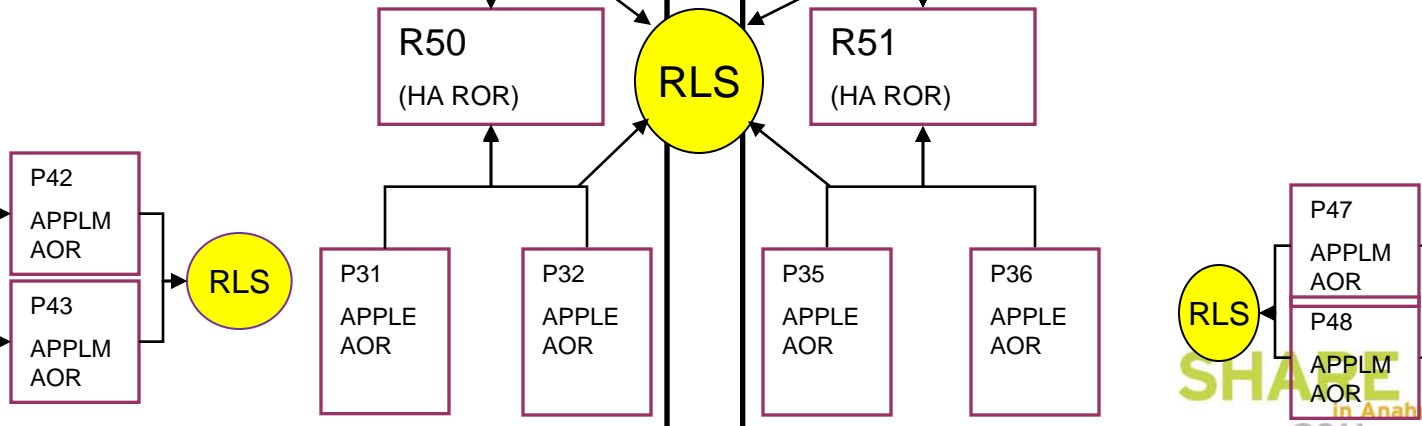 R50
(HA ROR)
RLS
R51
(HA ROR)
P42
APPLM
AOR
P43
APPLM
AOR
RLS
P31
APPLE
AOR
P32
APPLE
AOR
P35
APPLE
AOR
P36
APPLE
AOR
RLS
P47
APPLM
AOR
P48
APPLM
AOR
SHARE
in